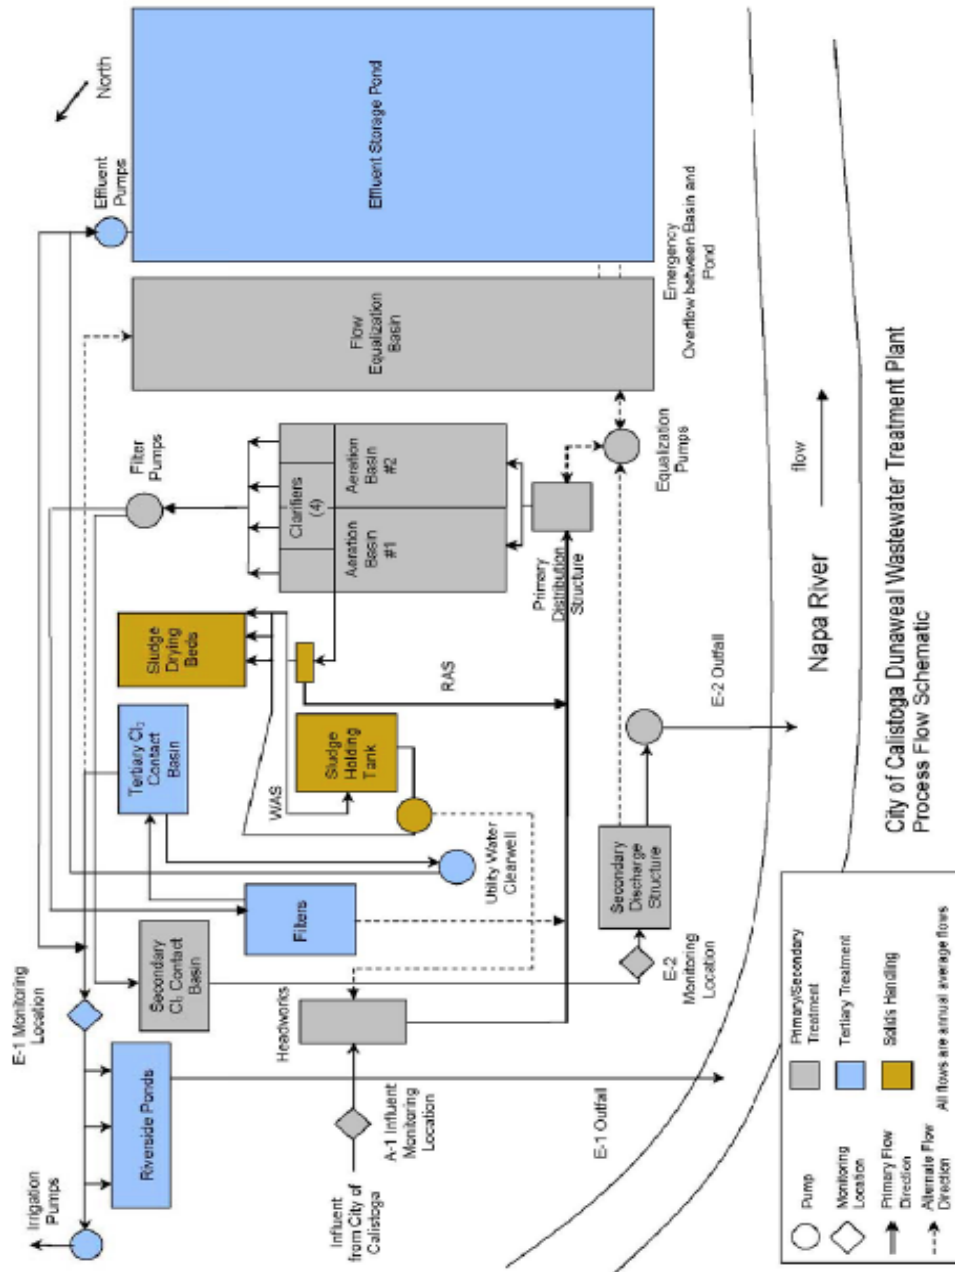 North
Effluent
Pumps
Effluent Storage Pond
Flow
Equalization
Basin
Emergency
Overflow between Basin and
Pond
Filter
Pumps
Clarifiers
(4)
Aeration Basin
#1
Aeration Basin
#2
Primary
Distribution
Structure
Equalization
Pumps
Sludge
Drying
Beds
RAS
WAS
Sludge
Holding
Tank
Tertiary Cl₂
Contact
Basin
Utility Water
Clearwell
Filters
Secondary
Cl₂ Contact
Basin
Secondary
Discharge
Structure
E-2
Monitoring
Location
E-2 Outfall
E-1 Monitoring
Location
Riverside Ponds
Irrigation
Pumps
Headworks
A-1 Influent
Monitoring
Location
Influent
from City of
Calistoga
E-1 Outfall
Napa River
flow
City of Calistoga Dunaweal Wastewater Treatment Plant
Process Flow Schematic
Pump
Monitoring
Location
Primary Flow
Direction
Alternate Flow
Direction
Primary/Secondary
Treatment
Tertiary Treatment
Solids Handling
All flows are annual average flows